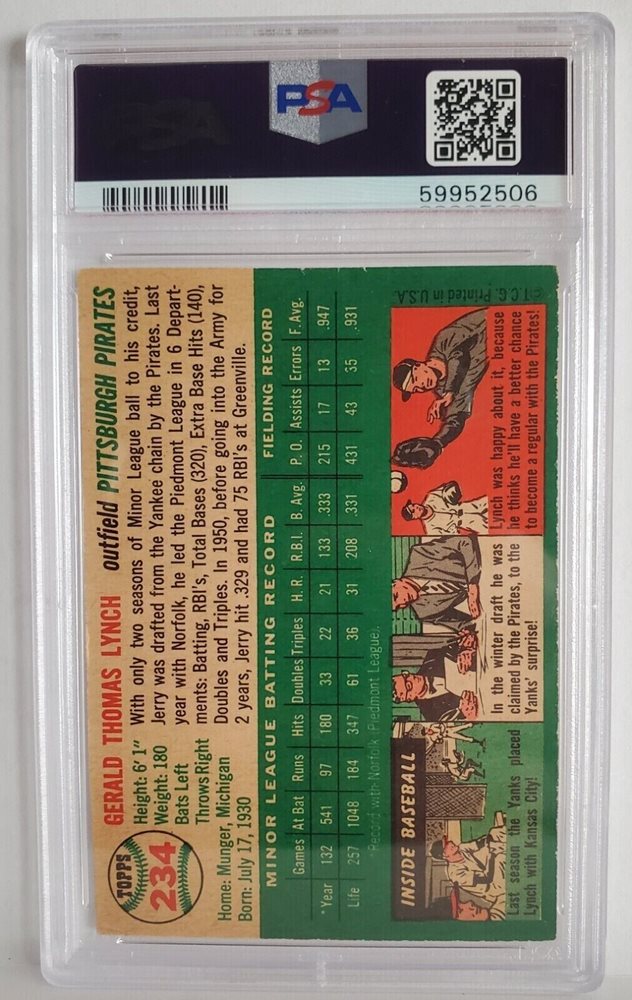 PSA
59952506
TOPPS
234
GERALD THOMAS LYNCH outfield PITTSBURGH PIRATES
Height: 6' 1"
Weight: 180
Bats Left
Throws Right
Home: Munger, Michigan
Born: July 17, 1930
With only two seasons of Minor League ball to his credit,
Jerry was drafted from the Yankee chain by the Pirates. Last
year with Norfolk, he led the Piedmont League in 6 Depart-
ments: Batting, RBI's, Total Bases (320), Extra Base Hits (140),
Doubles and Triples. In 1950, before going into the Army for
2 years, Jerry hit .329 and had 75 RBI's at Greenville.
MINOR LEAGUE BATTING RECORD FIELDING RECORD
Games At Bat Runs Hits Doubles Triples H. R. R.B.I. B. Avg. P. O. Assists Errors F. Avg.
*Year 132 541 97 180 33 22 21 133 .333 215 17 13 .947
Life 257 1048 184 347 61 36 31 208 .331 431 43 35 .931
*Record with Norfolk (Piedmont League).
©T.C.G. Printed in U.S.A.
INSIDE BASEBALL
Last season the Yanks placed
Lynch with Kansas City!
In the winter draft he was
claimed by the Pirates, to the
Yanks' surprise!
Lynch was happy about it, because
he thinks he'll have a better chance
to become a regular with the Pirates!